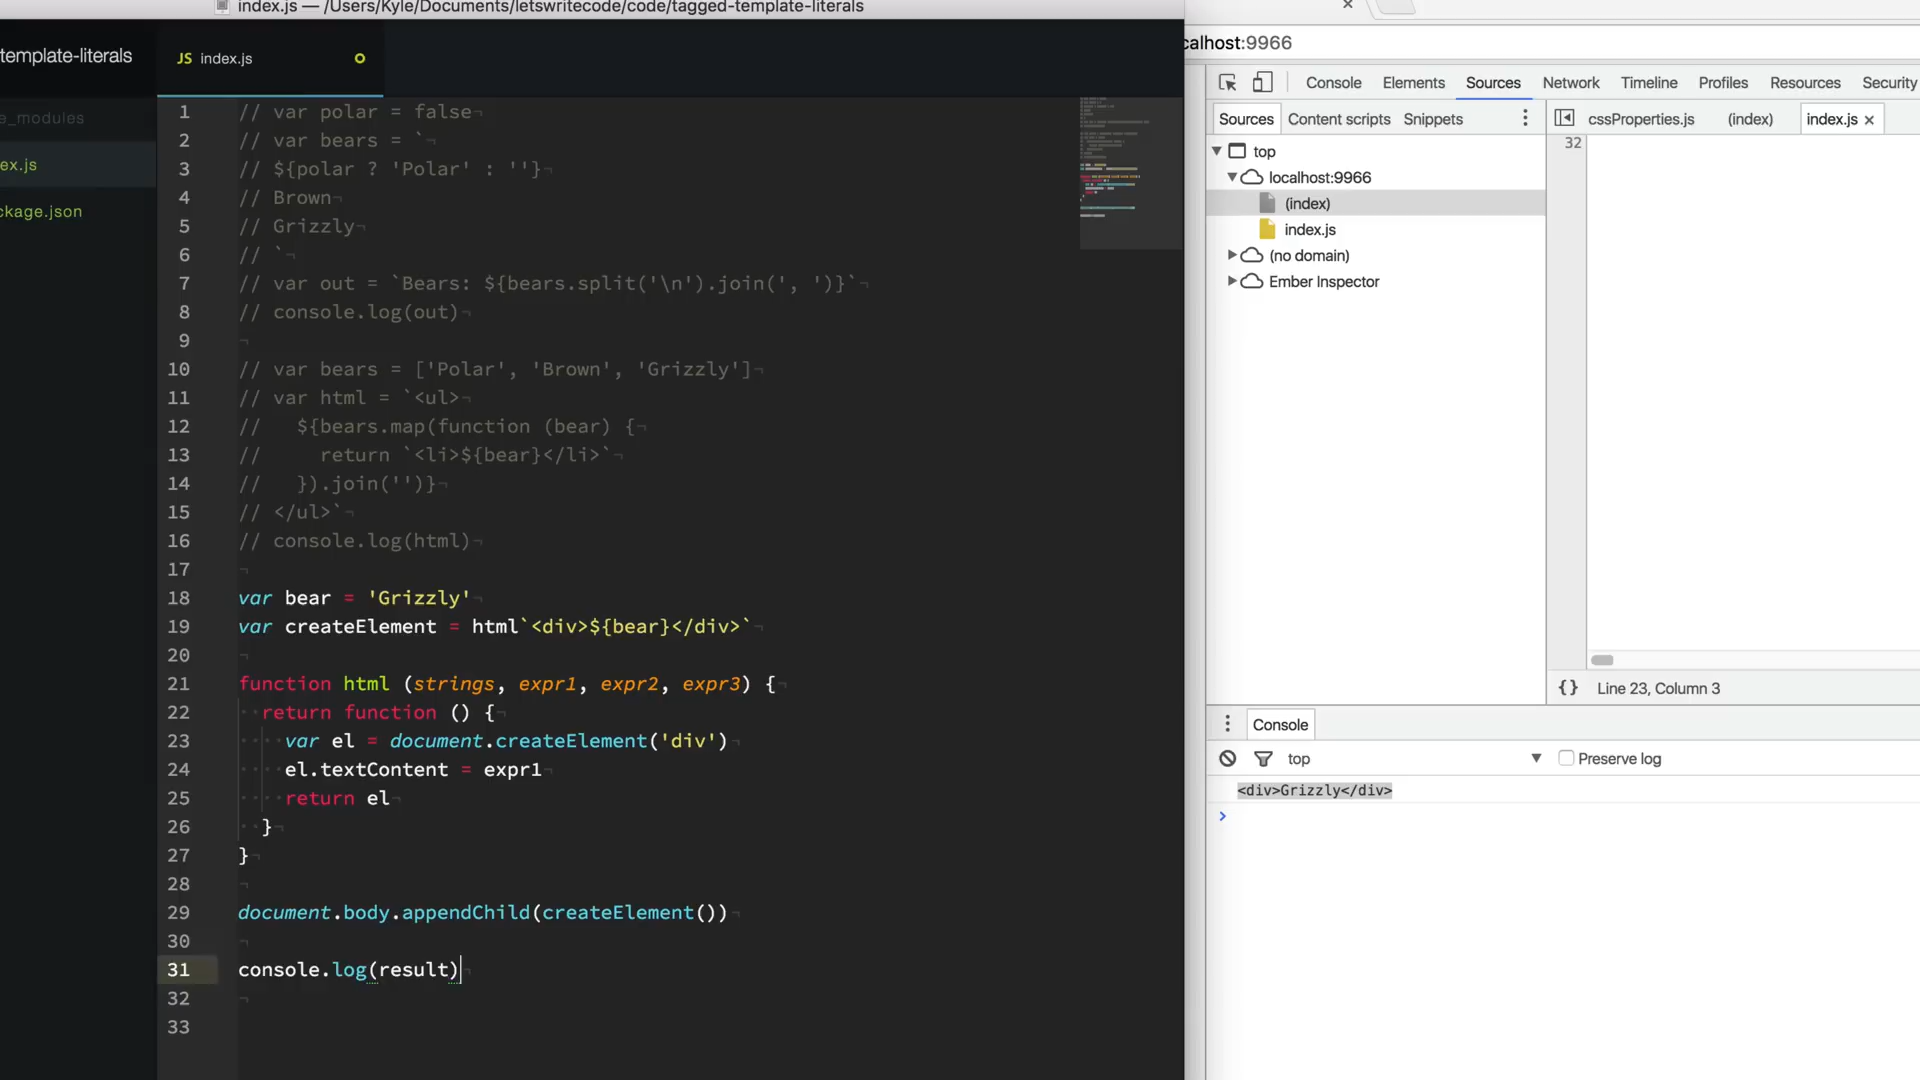 index.js — /Users/Kyle/Documents/letswritecode/code/tagged-template-literals
template-literals
JS index.js
e_modules
ex.js
ckage.json
1 // var polar = false
2 // var bears = `
3 // ${polar ? 'Polar' : ''}
4 // Brown
5 // Grizzly
6 // `
7 // var out = `Bears: ${bears.split('\n').join(', ')}`
8 // console.log(out)
9
10 // var bears = ['Polar', 'Brown', 'Grizzly']
11 // var html = `<ul>
12 //   ${bears.map(function (bear) {
13 //     return `<li>${bear}</li>`
14 //   }).join('')}
15 // </ul>`
16 // console.log(html)
17
18 var bear = 'Grizzly'
19 var createElement = html`<div>${bear}</div>`
20
21 function html (strings, expr1, expr2, expr3) {
22   return function () {
23     var el = document.createElement('div')
24     el.textContent = expr1
25     return el
26   }
27 }
28
29 document.body.appendChild(createElement())
30
31 console.log(result)
32
33
calhost:9966
Console Elements Sources Network Timeline Profiles Resources Security
Sources Content scripts Snippets
cssProperties.js (index) index.js
32
top
localhost:9966
(index)
index.js
(no domain)
Ember Inspector
{} Line 23, Column 3
Console
top Preserve log
<div>Grizzly</div>
>